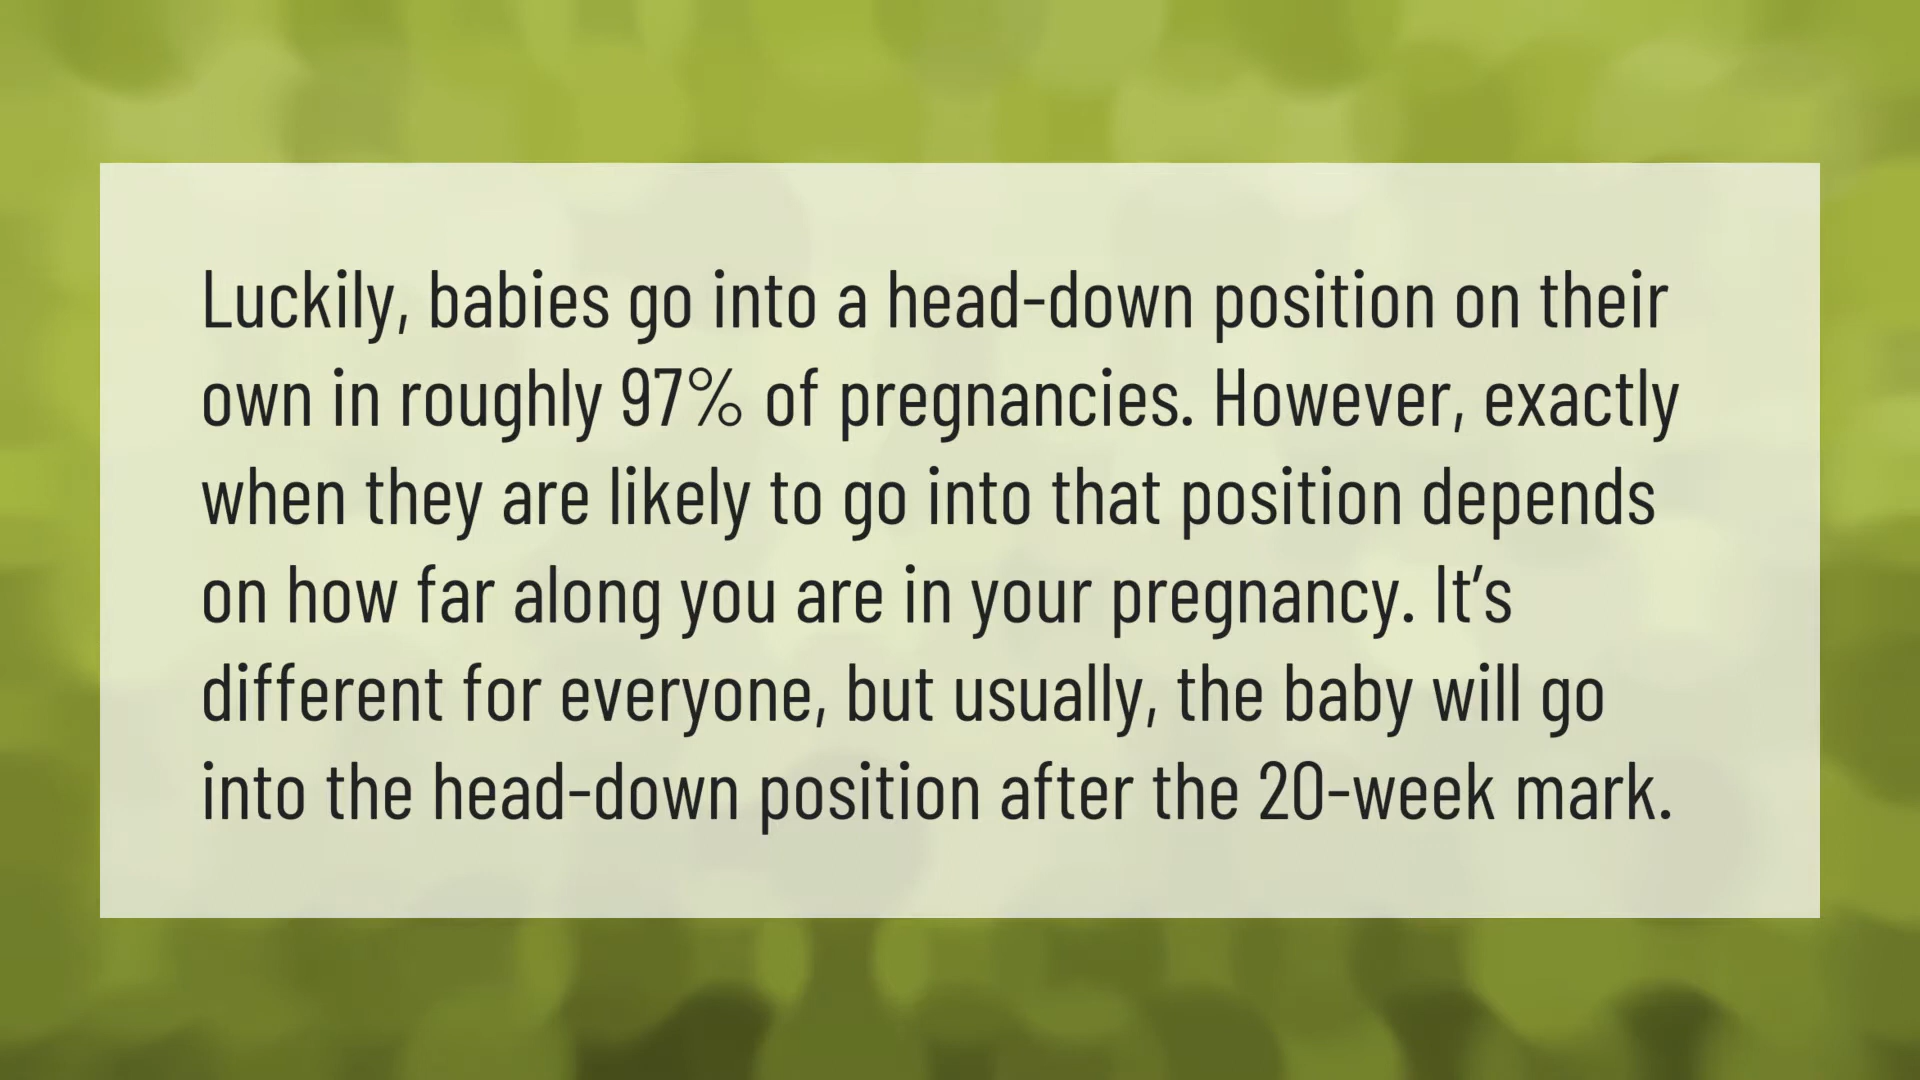 Luckily, babies go into a head-down position on their
own in roughly 97% of pregnancies. However, exactly
when they are likely to go into that position depends
on how far along you are in your pregnancy. It’s
different for everyone, but usually, the baby will go
into the head-down position after the 20-week mark.